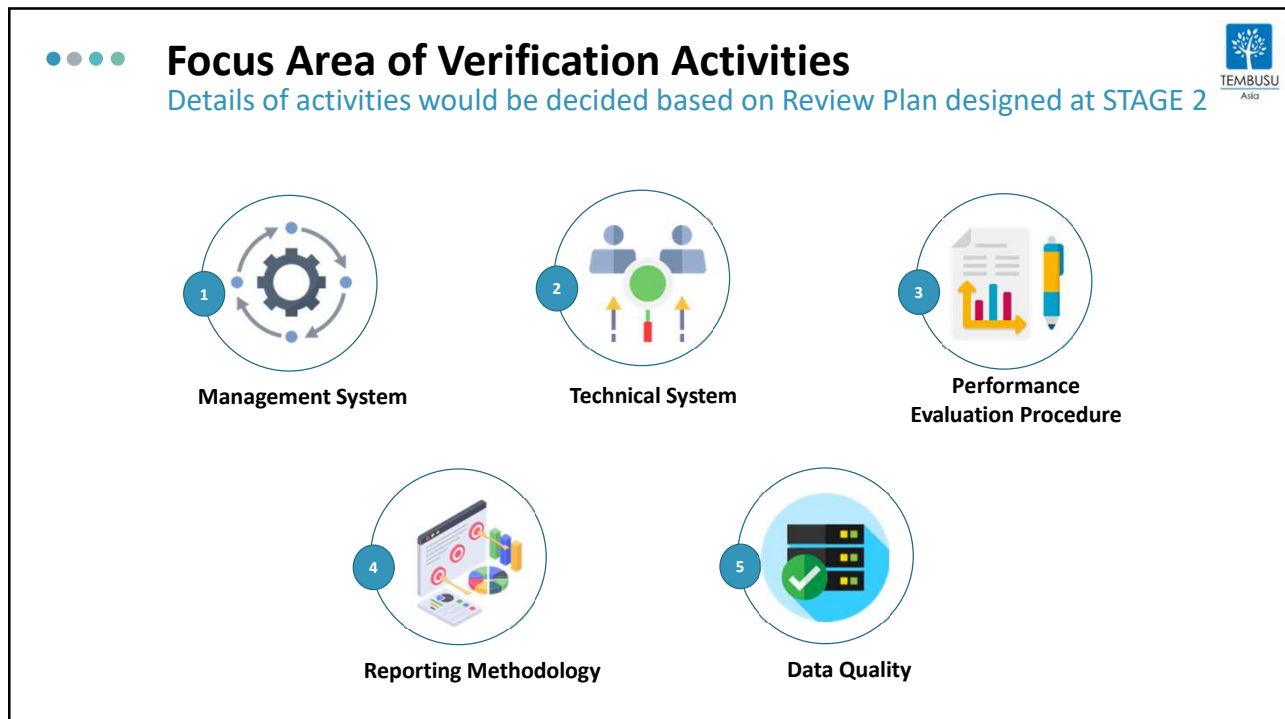 Focus Area of Verification Activities
Details of activities would be decided based on Review Plan designed at STAGE 2
TEMBUSU
Asia
1
Management System
2
Technical System
3
Performance
Evaluation Procedure
4
Reporting Methodology
5
Data Quality